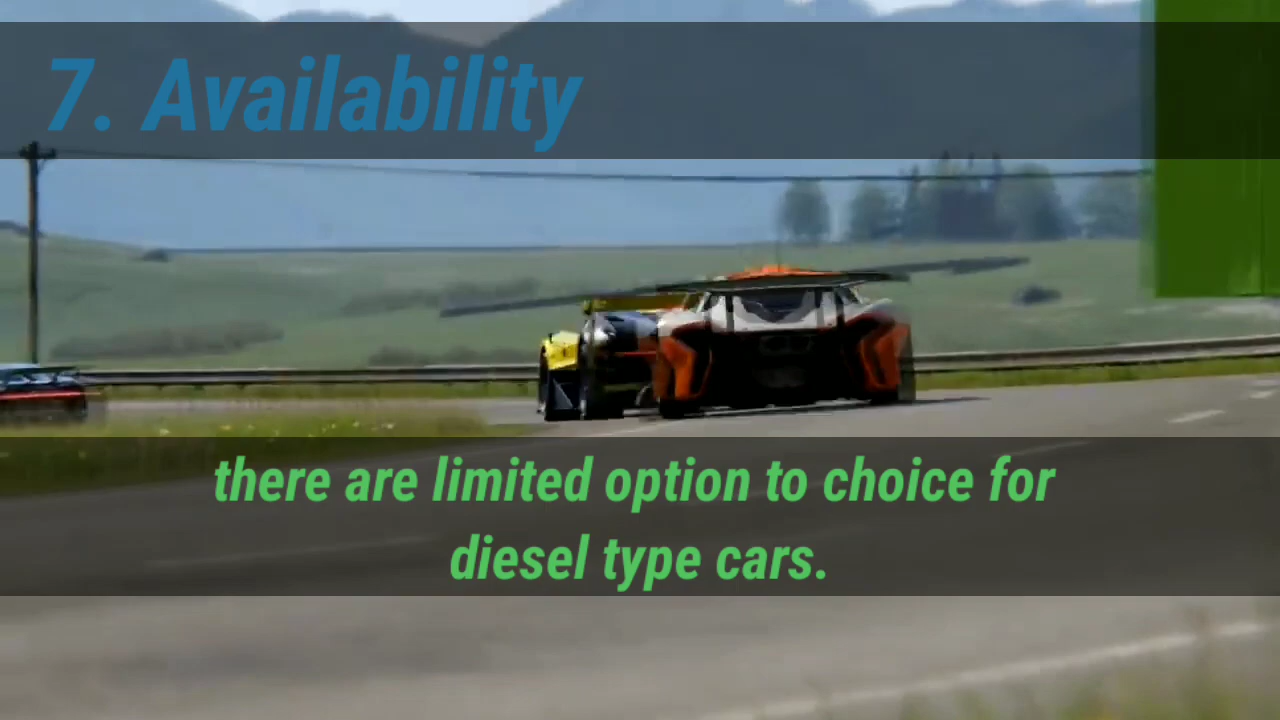 7. Availability
there are limited option to choice for
diesel type cars.